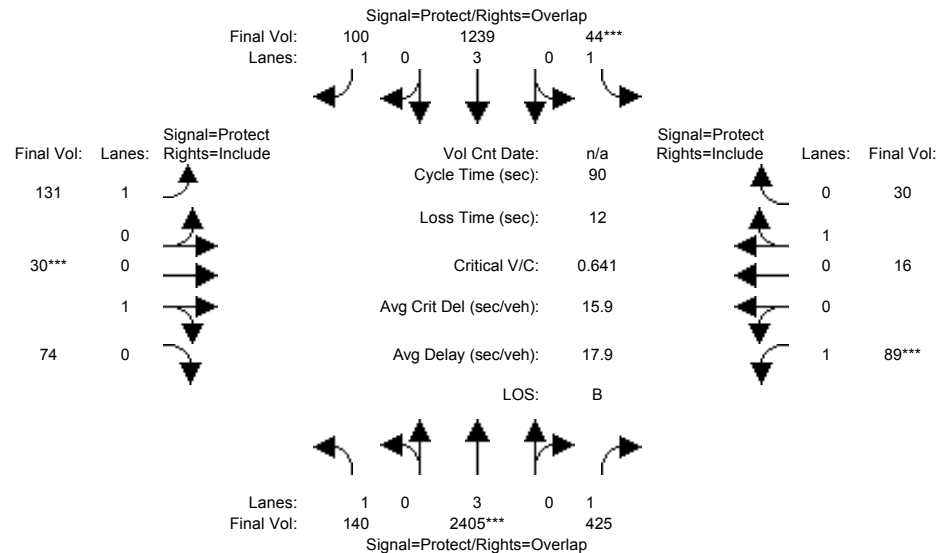 Signal=Protect/Rights=Overlap
Final Vol: 100 1239 44***
Lanes: 1 0 3 0 1
Signal=Protect Signal=Protect
Final Vol: Lanes: Rights=Include Vol Cnt Date: n/a Rights=Include Lanes: Final Vol:
Cycle Time (sec): 90
131 1 0 30
Loss Time (sec): 12
0 1
30*** 0 Critical V/C: 0.641 0 16
1 Avg Crit Del (sec/veh): 15.9 0
74 0 Avg Delay (sec/veh): 17.9 1 89***
LOS: B
Lanes: 1 0 3 0 1
Final Vol: 140 2405*** 425
Signal=Protect/Rights=Overlap